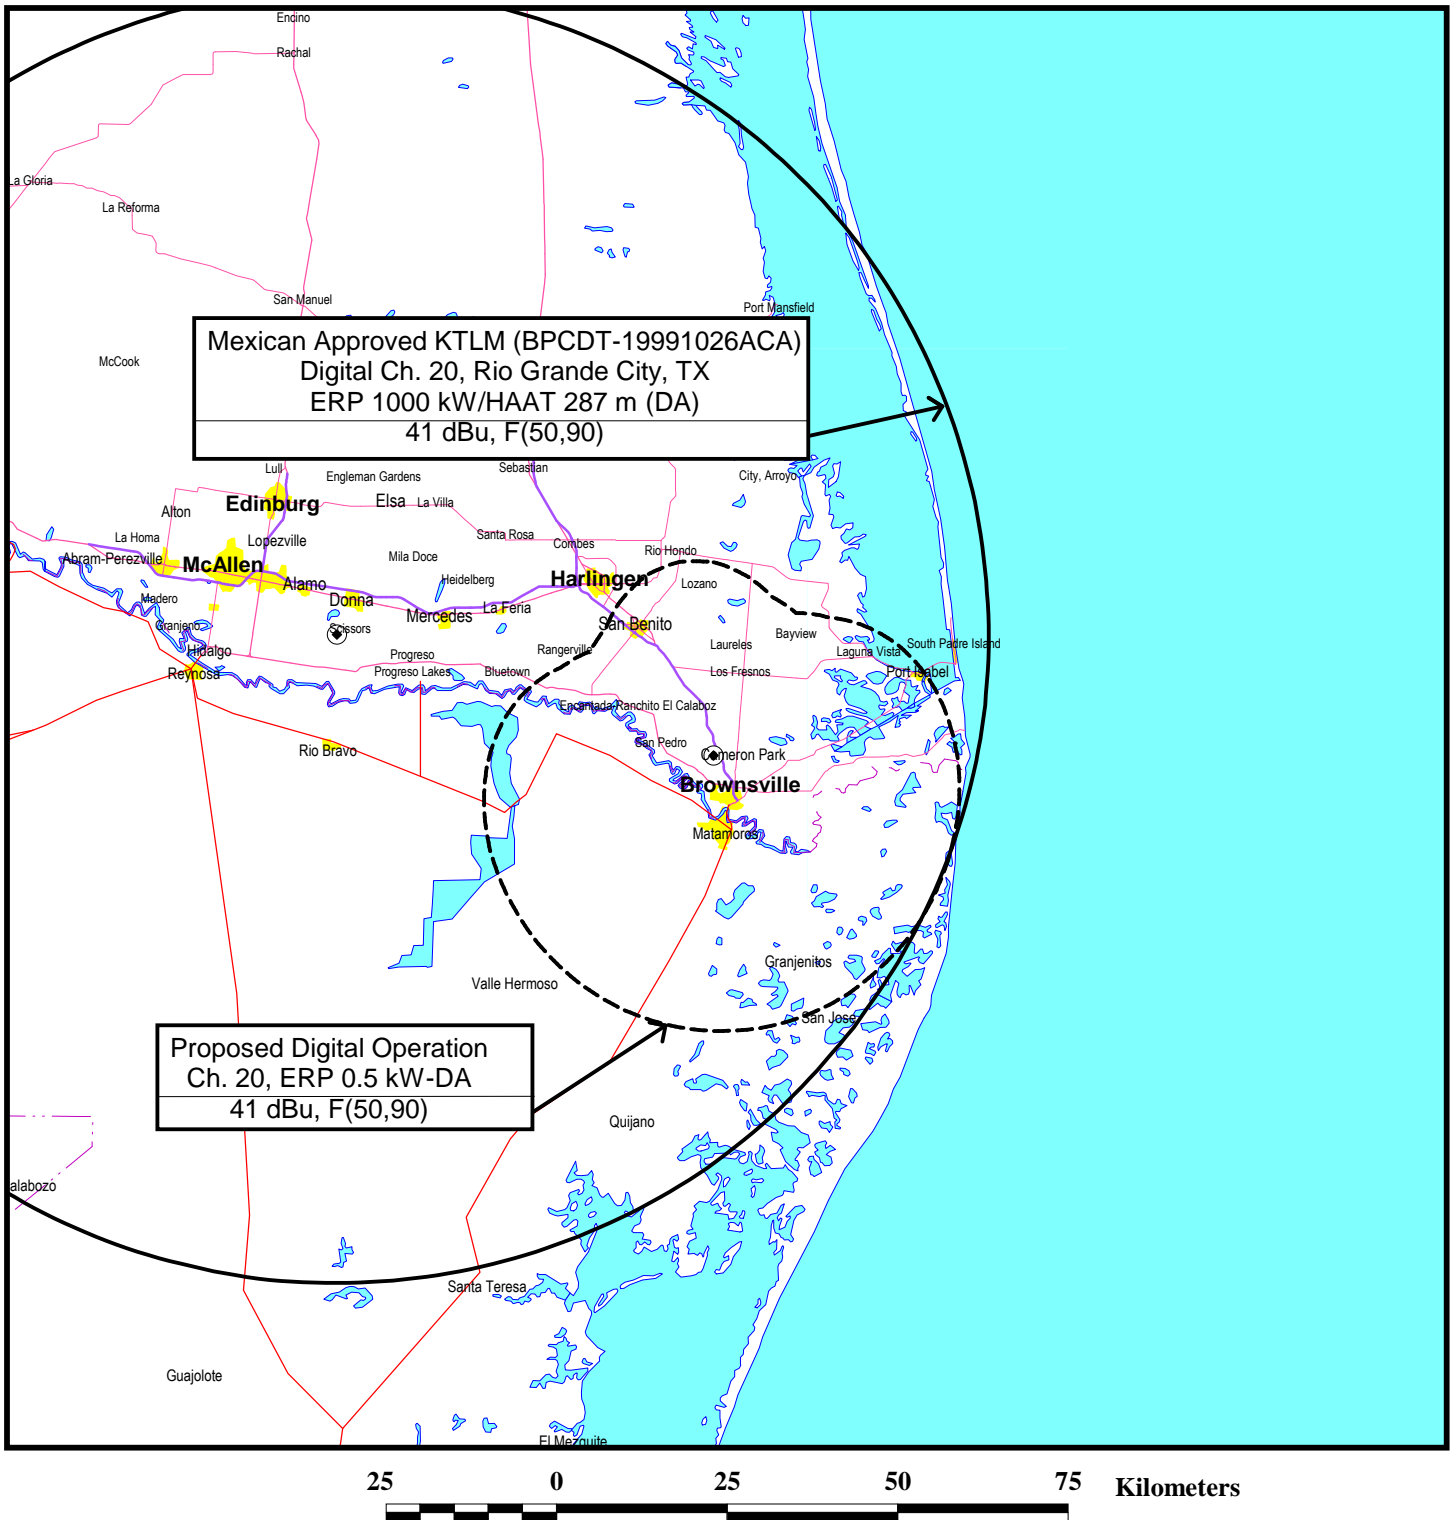 Encino
Rachal
La Gloria
La Reforma
San Manuel
Port Mansfield
McCook
Mexican Approved KTLM (BPCDT-19991026ACA)
Digital Ch. 20, Rio Grande City, TX
ERP 1000 kW/HAAT 287 m (DA)
41 dBu, F(50,90)
Lull
Engleman Gardens
Sebastian
City, Arroyo
Edinburg
Elsa
La Villa
Alton
La Homa
Lopezville
Santa Rosa
Combes
Rio Hondo
Abram-Perezville
McAllen
Mila Doce
Alamo
Heidelberg
Harlingen
Lozano
Madero
Donna
Mercedes
La Feria
Granjeno
Scissors
San Benito
Bayview
Hidalgo
Progreso
Rangerville
Laureles
Laguna Vista
South Padre Island
Reynosa
Progreso Lakes
Bluetown
Los Fresnos
Port Isabel
Encantada-Ranchito El Calaboz
Rio Bravo
San Pedro
Cameron Park
Brownsville
Matamoros
Granjenitos
Valle Hermoso
San Jose
Proposed Digital Operation
Ch. 20, ERP 0.5 kW-DA
41 dBu, F(50,90)
Quijano
alabozo
Santa Teresa
Guajolote
El Mezquite
25 0 25 50 75 Kilometers